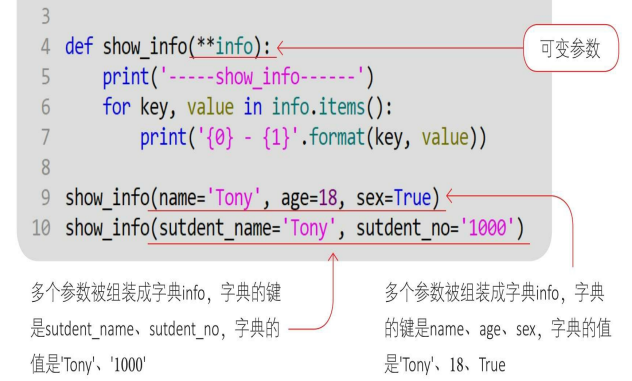 3
4 def show_info(**info):
可变参数
5 print('-----show_info------')
6 for key, value in info.items():
7 print('{0} - {1}'.format(key, value))
8
9 show_info(name='Tony', age=18, sex=True)
10 show_info(sutdent_name='Tony', sutdent_no='1000')
多个参数被组装成字典info，字典的键
是sutdent_name、sutdent_no，字典的
值是'Tony'、'1000'
多个参数被组装成字典info，字典
的键是name、age、sex，字典的值
是'Tony'、18、True